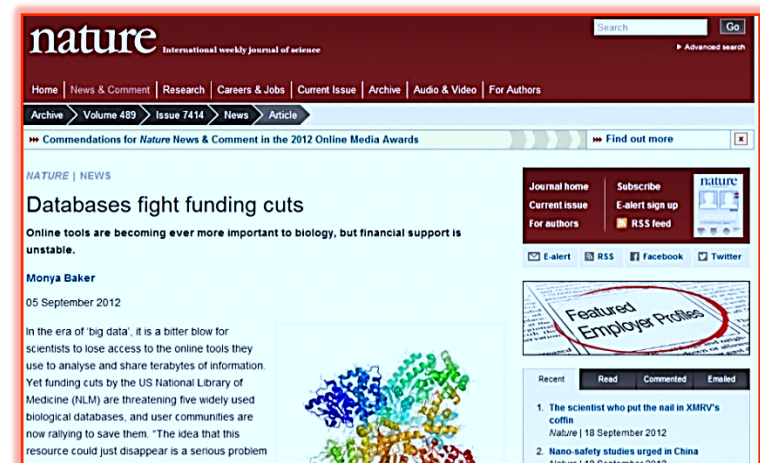 nature International weekly journal of science
Search Go
Advanced search
Home News & Comment Research Careers & Jobs Current Issue Archive Audio & Video For Authors
Archive Volume 489 Issue 7414 News Article
Commendations for Nature News & Comment in the 2012 Online Media Awards
Find out more x
NATURE | NEWS
Databases fight funding cuts
Online tools are becoming ever more important to biology, but financial support is
unstable.
Monya Baker
05 September 2012
In the era of 'big data', it is a bitter blow for
scientists to lose access to the online tools they
use to analyse and share terabytes of information.
Yet funding cuts by the US National Library of
Medicine (NLM) are threatening five widely used
biological databases, and user communities are
now rallying to save them. "The idea that this
resource could just disappear is a serious problem
Journal home
Current issue
For authors
Subscribe
E-alert sign up
RSS feed
nature
E-alert RSS Facebook Twitter
Featured
Employer Profiles
Recent Read Commented Emailed
1. The scientist who put the nail in XMRV's
coffin
Nature | 18 September 2012
2. Nano-safety studies urged in China
Nature | 18 September 2012